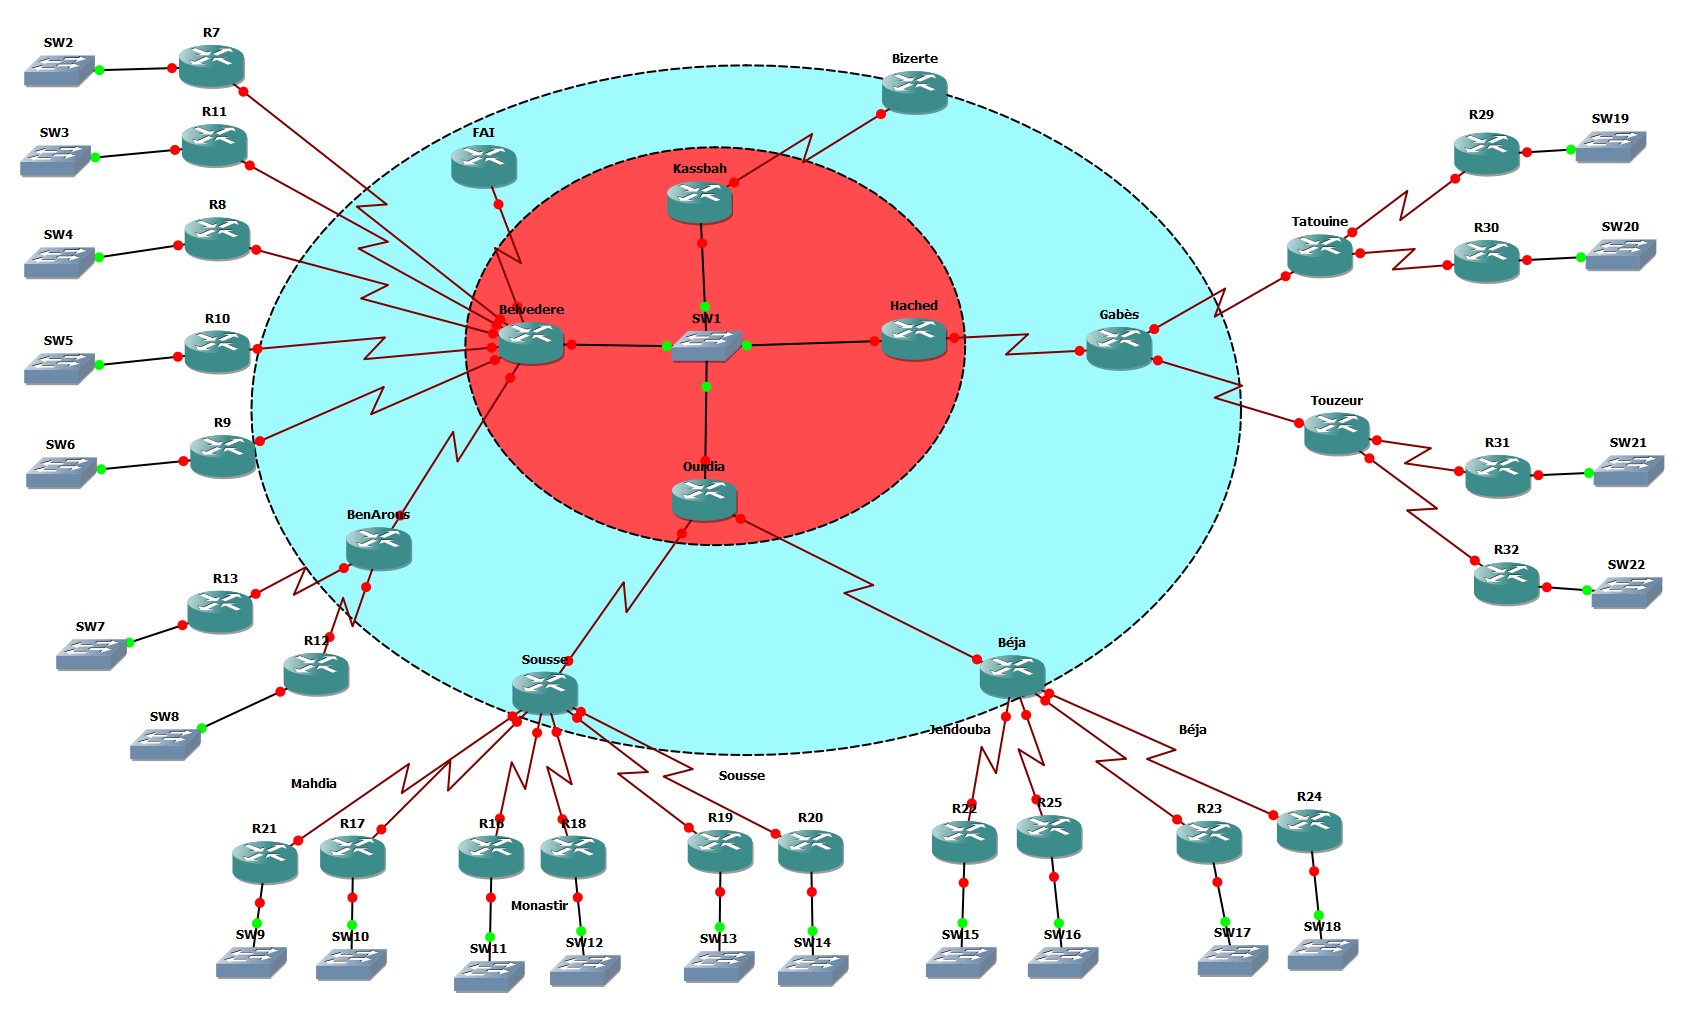 R7
SW2
Bizerte
R11
R29
SW19
SW3
FAI
Kassbah
R8
Tatouine
R30
SW20
SW4
Belvedere
Hached
Gabès
R10
SW1
SW5
Touzeur
R9
R31
SW21
SW6
Ourdia
BenArous
R32
SW22
R13
SW7
R12
Béja
Sousse
SW8
Jendouba
Béja
Mahdia
Sousse
R21
R17
R16
R18
R19
R20
R22
R25
R23
R24
Monastir
SW9
SW10
SW11
SW12
SW13
SW14
SW15
SW16
SW17
SW18